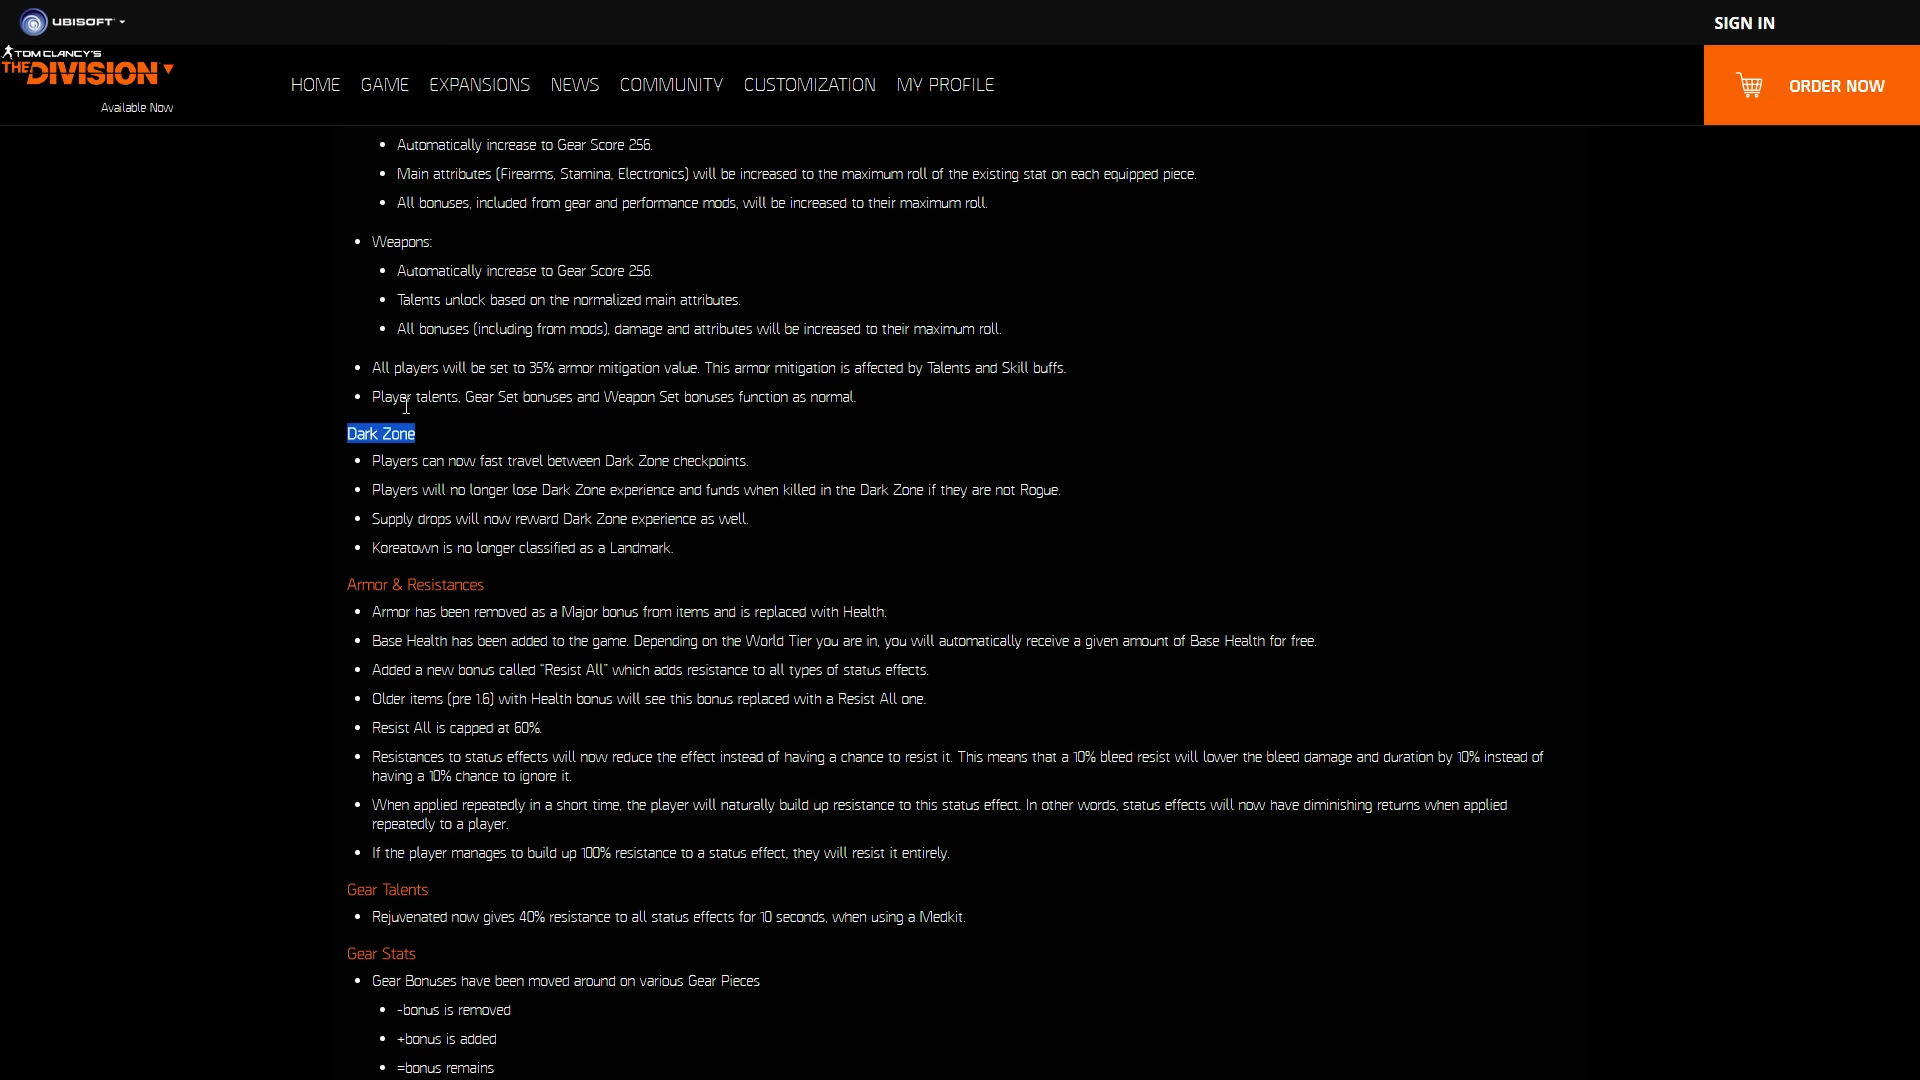 UBISOFT
SIGN IN
TOM CLANCY'S
THE DIVISION
Available Now
HOME GAME EXPANSIONS NEWS COMMUNITY CUSTOMIZATION MY PROFILE
ORDER NOW
• Automatically increase to Gear Score 256.
• Main attributes (Firearms, Stamina, Electronics) will be increased to the maximum roll of the existing stat on each equipped piece.
• All bonuses, included from gear and performance mods, will be increased to their maximum roll.
• Weapons:
• Automatically increase to Gear Score 256.
• Talents unlock based on the normalized main attributes.
• All bonuses (including from mods), damage and attributes will be increased to their maximum roll.
• All players will be set to 35% armor mitigation value. This armor mitigation is affected by Talents and Skill buffs.
• Player talents, Gear Set bonuses and Weapon Set bonuses function as normal.
Dark Zone
• Players can now fast travel between Dark Zone checkpoints.
• Players will no longer lose Dark Zone experience and funds when killed in the Dark Zone if they are not Rogue.
• Supply drops will now reward Dark Zone experience as well.
• Koreatown is no longer classified as a Landmark.
Armor & Resistances
• Armor has been removed as a Major bonus from items and is replaced with Health.
• Base Health has been added to the game. Depending on the World Tier you are in, you will automatically receive a given amount of Base Health for free.
• Added a new bonus called “Resist All” which adds resistance to all types of status effects.
• Older items (pre 1.6) with Health bonus will see this bonus replaced with a Resist All one.
• Resist All is capped at 60%.
• Resistances to status effects will now reduce the effect instead of having a chance to resist it. This means that a 10% bleed resist will lower the bleed damage and duration by 10% instead of
having a 10% chance to ignore it.
• When applied repeatedly in a short time, the player will naturally build up resistance to this status effect. In other words, status effects will now have diminishing returns when applied
repeatedly to a player.
• If the player manages to build up 100% resistance to a status effect, they will resist it entirely.
Gear Talents
• Rejuvenated now gives 40% resistance to all status effects for 10 seconds, when using a Medkit.
Gear Stats
• Gear Bonuses have been moved around on various Gear Pieces
• -bonus is removed
• +bonus is added
• =bonus remains